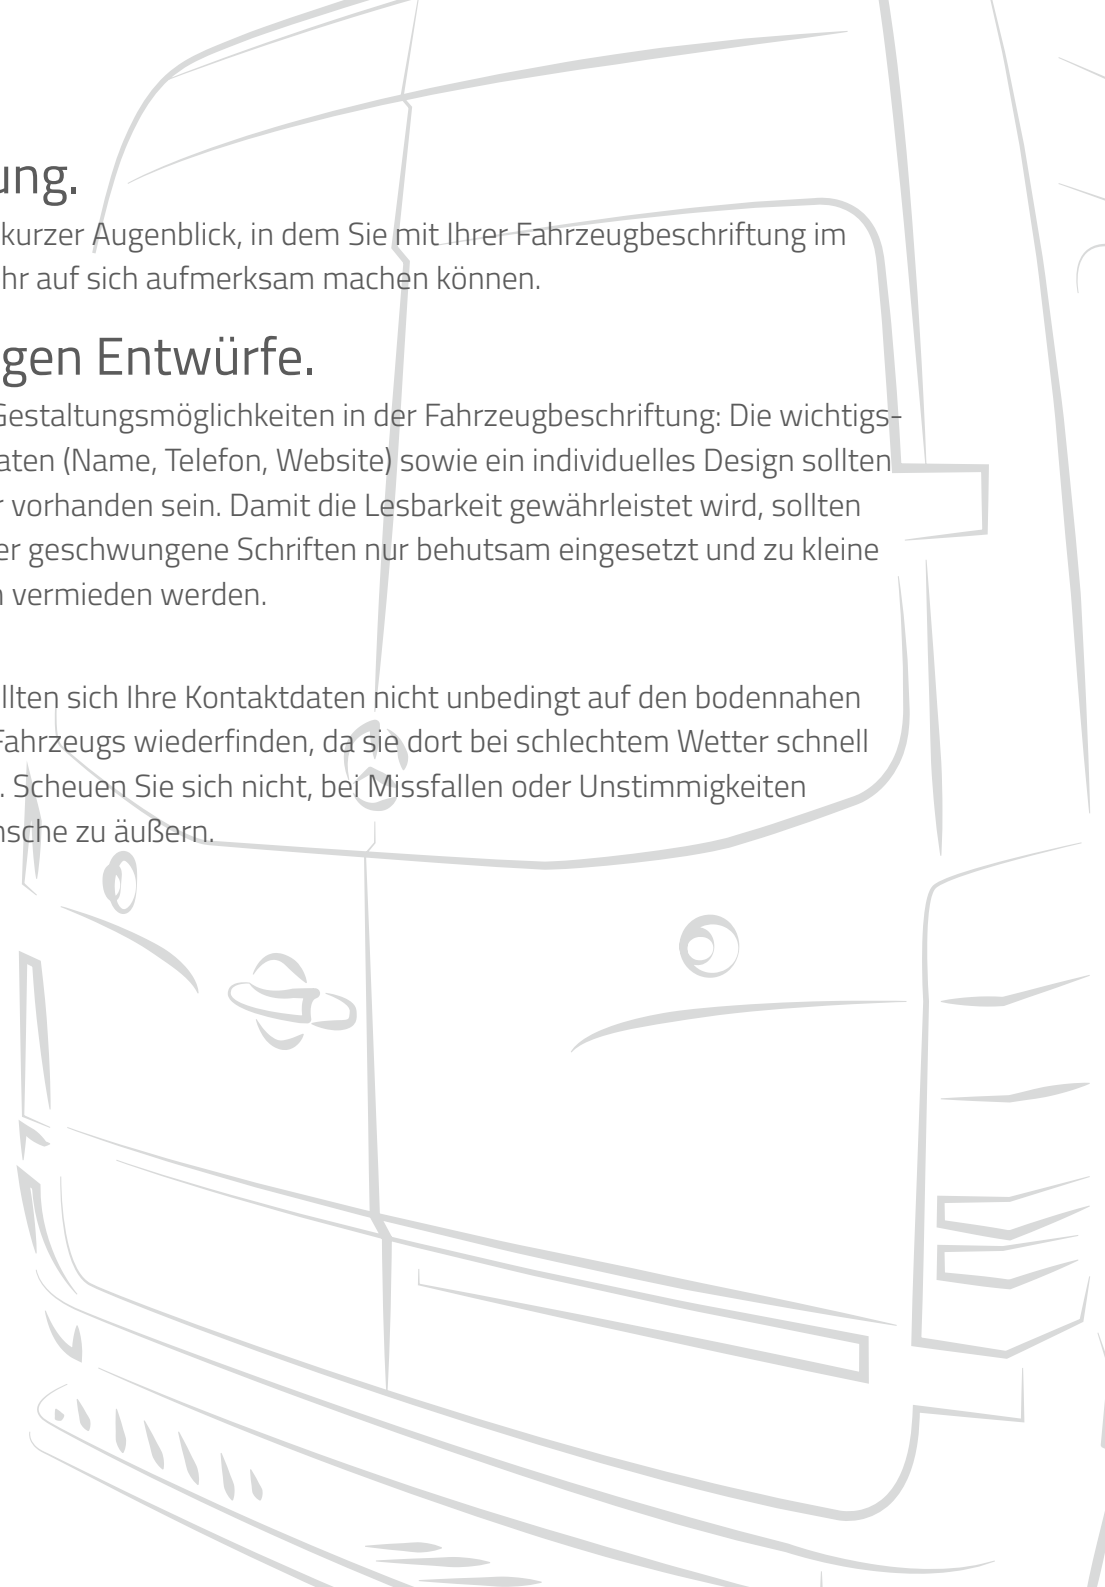 ung.
kurzer Augenblick, in dem Sie mit Ihrer Fahrzeugbeschriftung im
hr auf sich aufmerksam machen können.
gen Entwürfe.
Gestaltungsmöglichkeiten in der Fahrzeugbeschriftung: Die wichtigs-
aten (Name, Telefon, Website) sowie ein individuelles Design sollten
r vorhanden sein. Damit die Lesbarkeit gewährleistet wird, sollten
er geschwungene Schriften nur behutsam eingesetzt und zu kleine
n vermieden werden.
llten sich Ihre Kontaktdaten nicht unbedingt auf den bodennahen
Fahrzeugs wiederfinden, da sie dort bei schlechtem Wetter schnell
. Scheuen Sie sich nicht, bei Missfallen oder Unstimmigkeiten
nsche zu äußern.